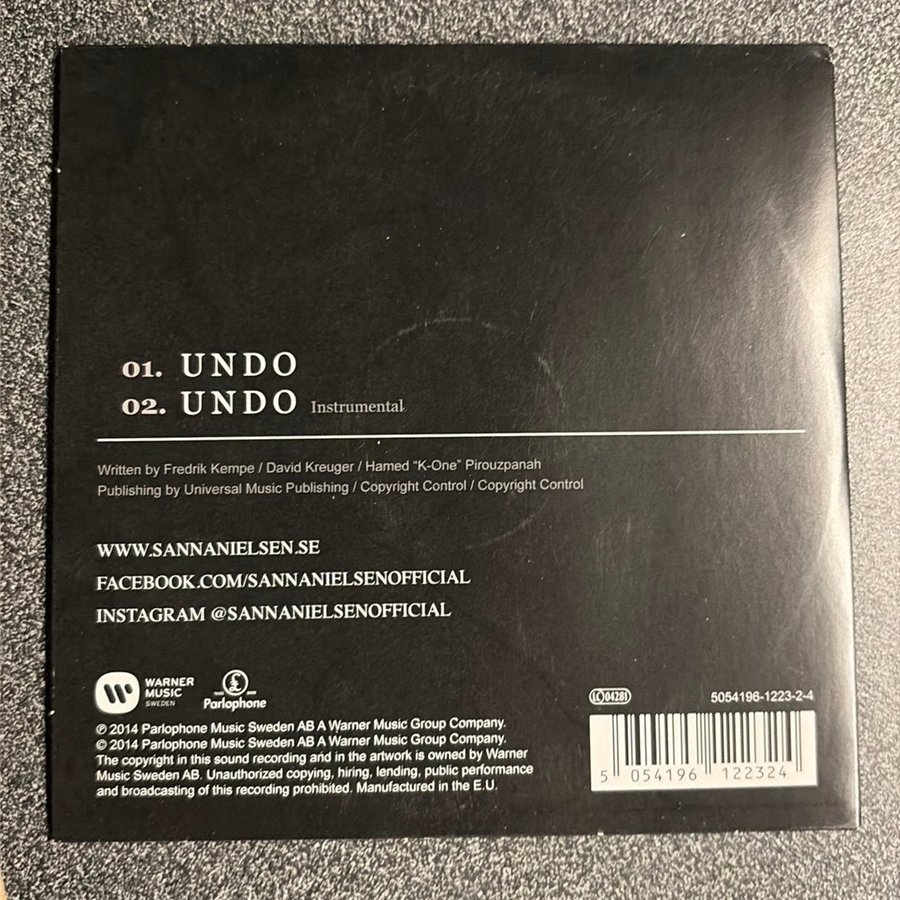 01. UNDO
02. UNDO Instrumental
Written by Fredrik Kempe / David Kreuger / Hamed “K-One” Pirouzpanah
Publishing by Universal Music Publishing / Copyright Control / Copyright Control
WWW.SANNANIELSEN.SE
FACEBOOK.COM/SANNANIELSENOFFICIAL
INSTAGRAM @SANNANIELSENOFFICIAL
WARNER
MUSIC
SWEDEN
£
Parlophone
℗ 2014 Parlophone Music Sweden AB A Warner Music Group Company.
© 2014 Parlophone Music Sweden AB A Warner Music Group Company.
The copyright in this sound recording and in the artwork is owned by Warner
Music Sweden AB. Unauthorized copying, hiring, lending, public performance
and broadcasting of this recording prohibited. Manufactured in the E.U.
LC 04281
5054196-1223-2-4
5 054196 122324